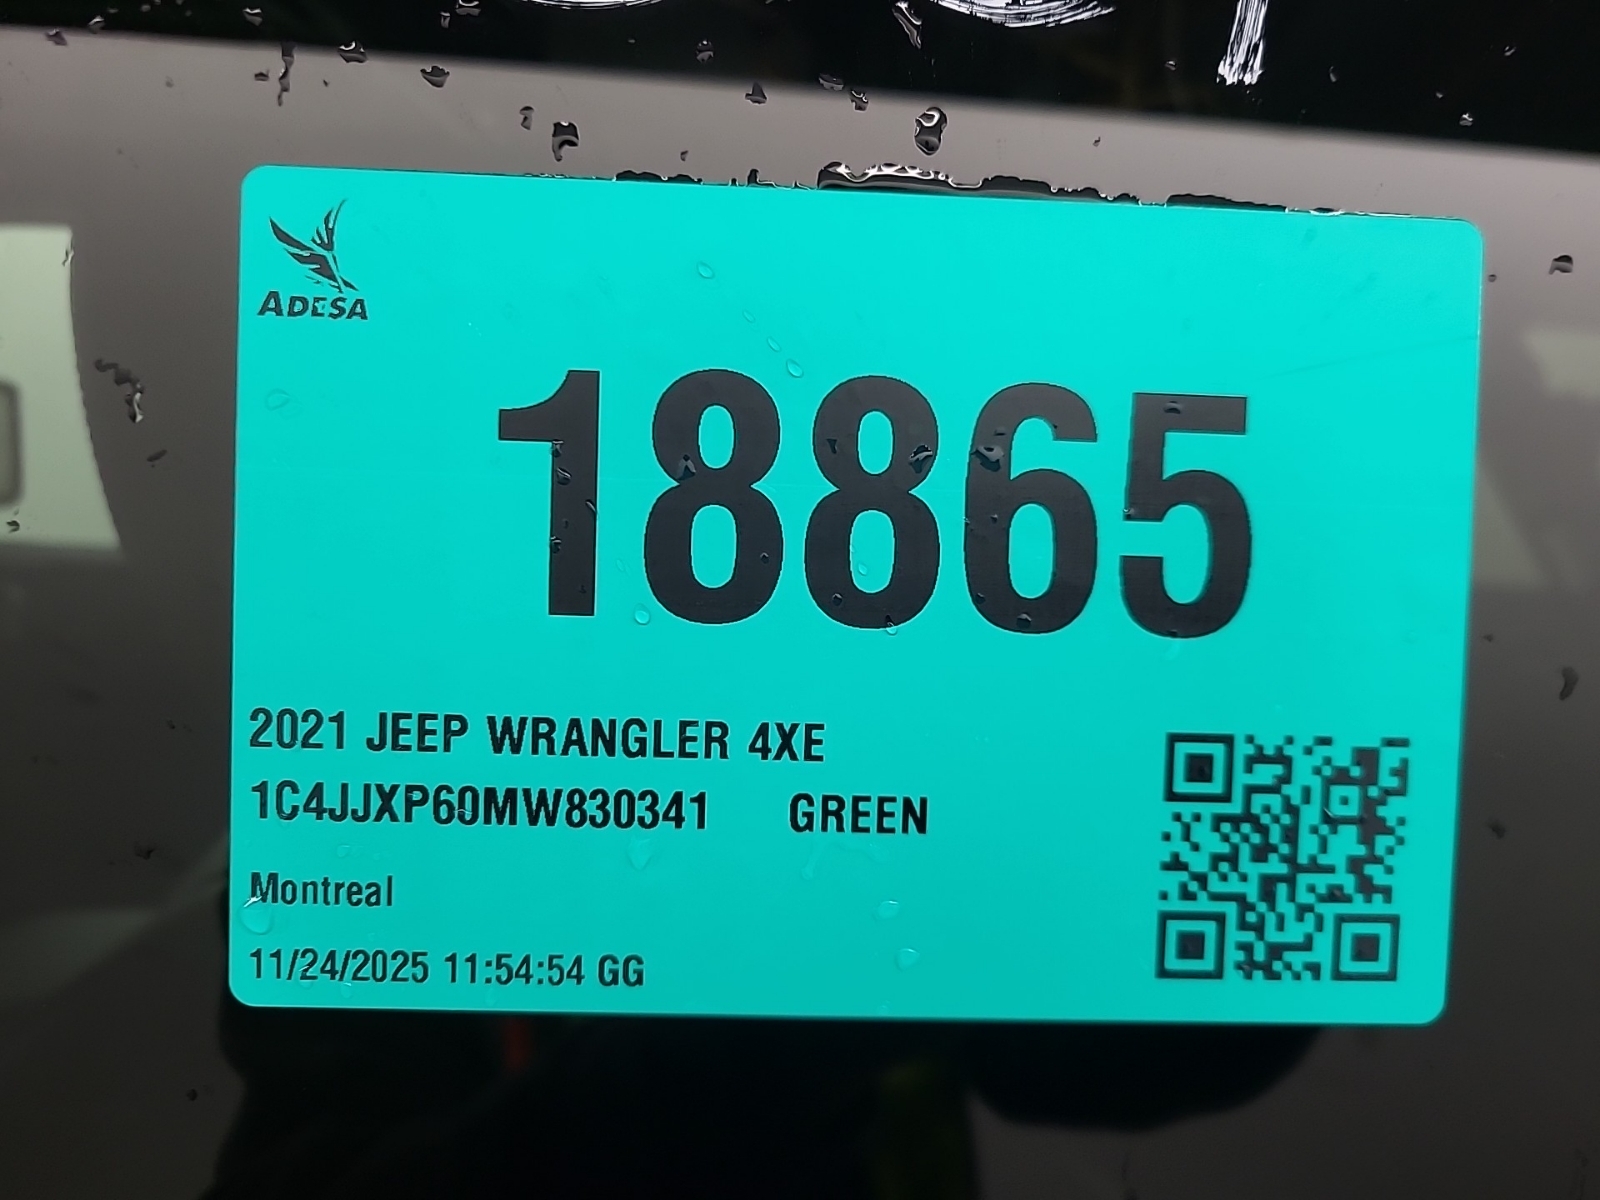 ADESA
18865
2021 JEEP WRANGLER 4XE
1C4JJXP60MW830341 GREEN
Montreal
11/24/2025 11:54:54 GG